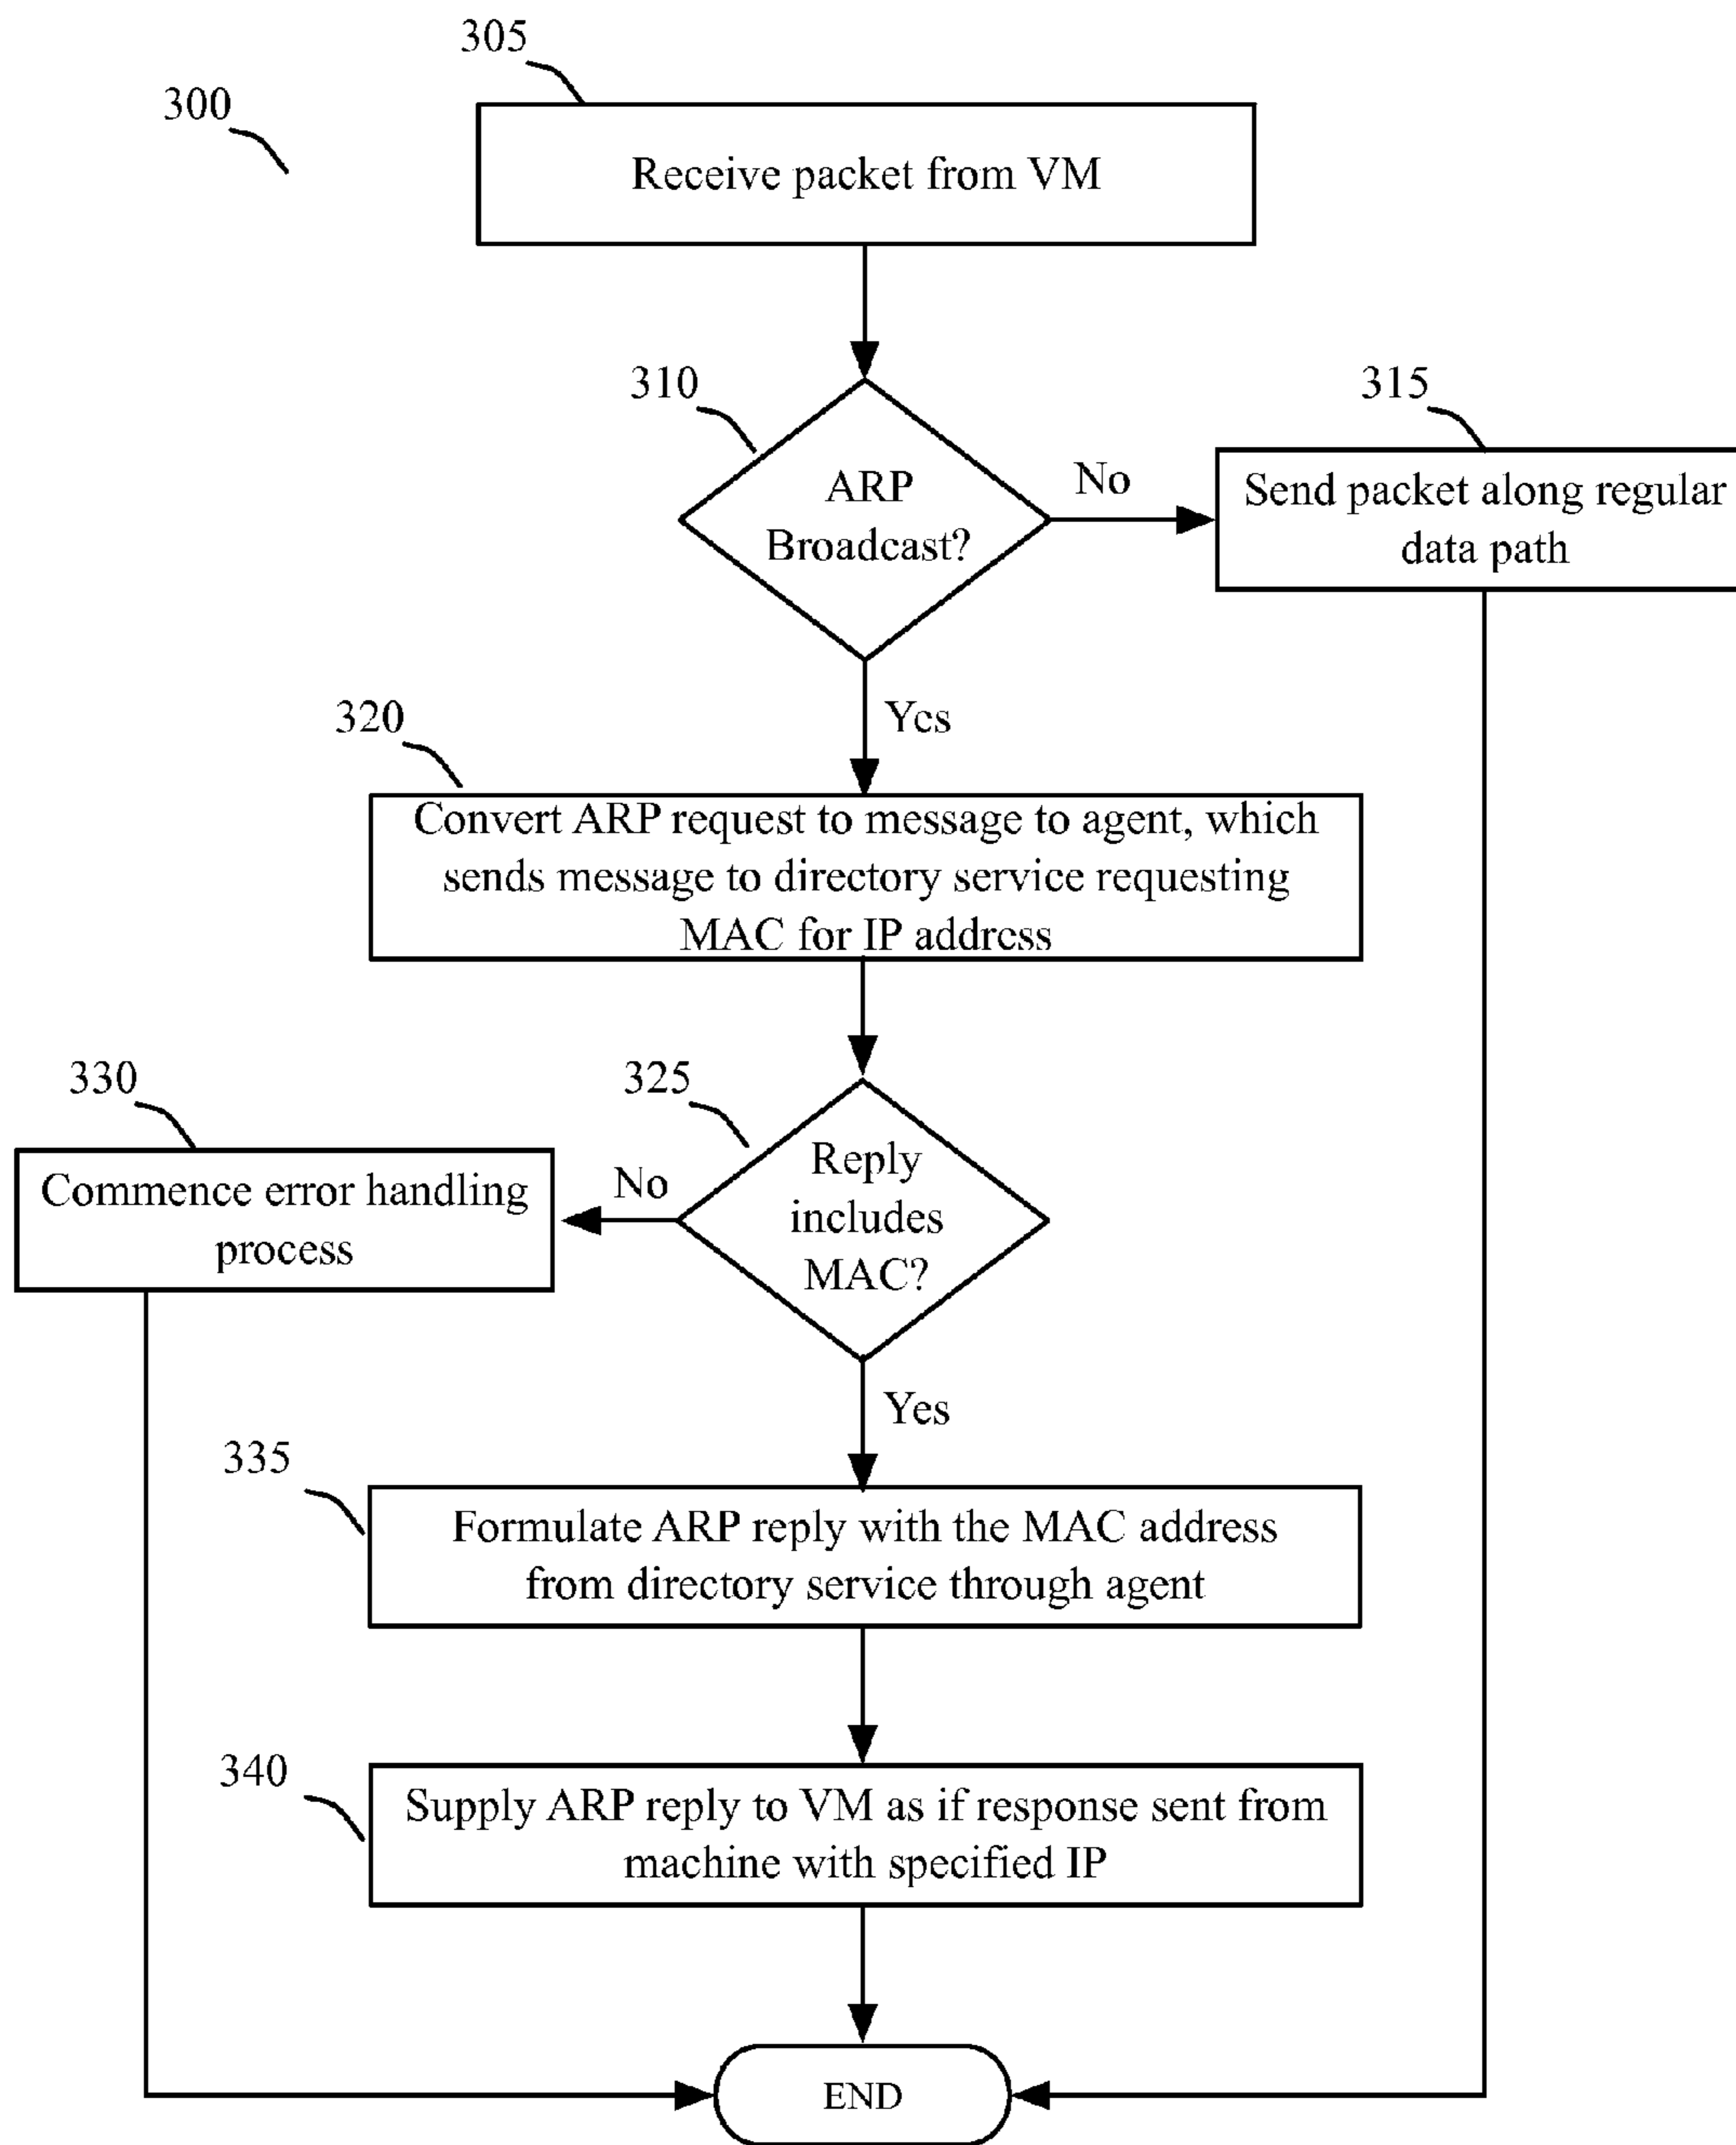 305
300
Receive packet from VM
310
315
ARP
Broadcast?
No
Send packet along regular
data path
Yes
320
Convert ARP request to message to agent, which
sends message to directory service requesting
MAC for IP address
330
325
Commence error handling
process
No
Reply
includes
MAC?
Yes
335
Formulate ARP reply with the MAC address
from directory service through agent
340
Supply ARP reply to VM as if response sent from
machine with specified IP
END